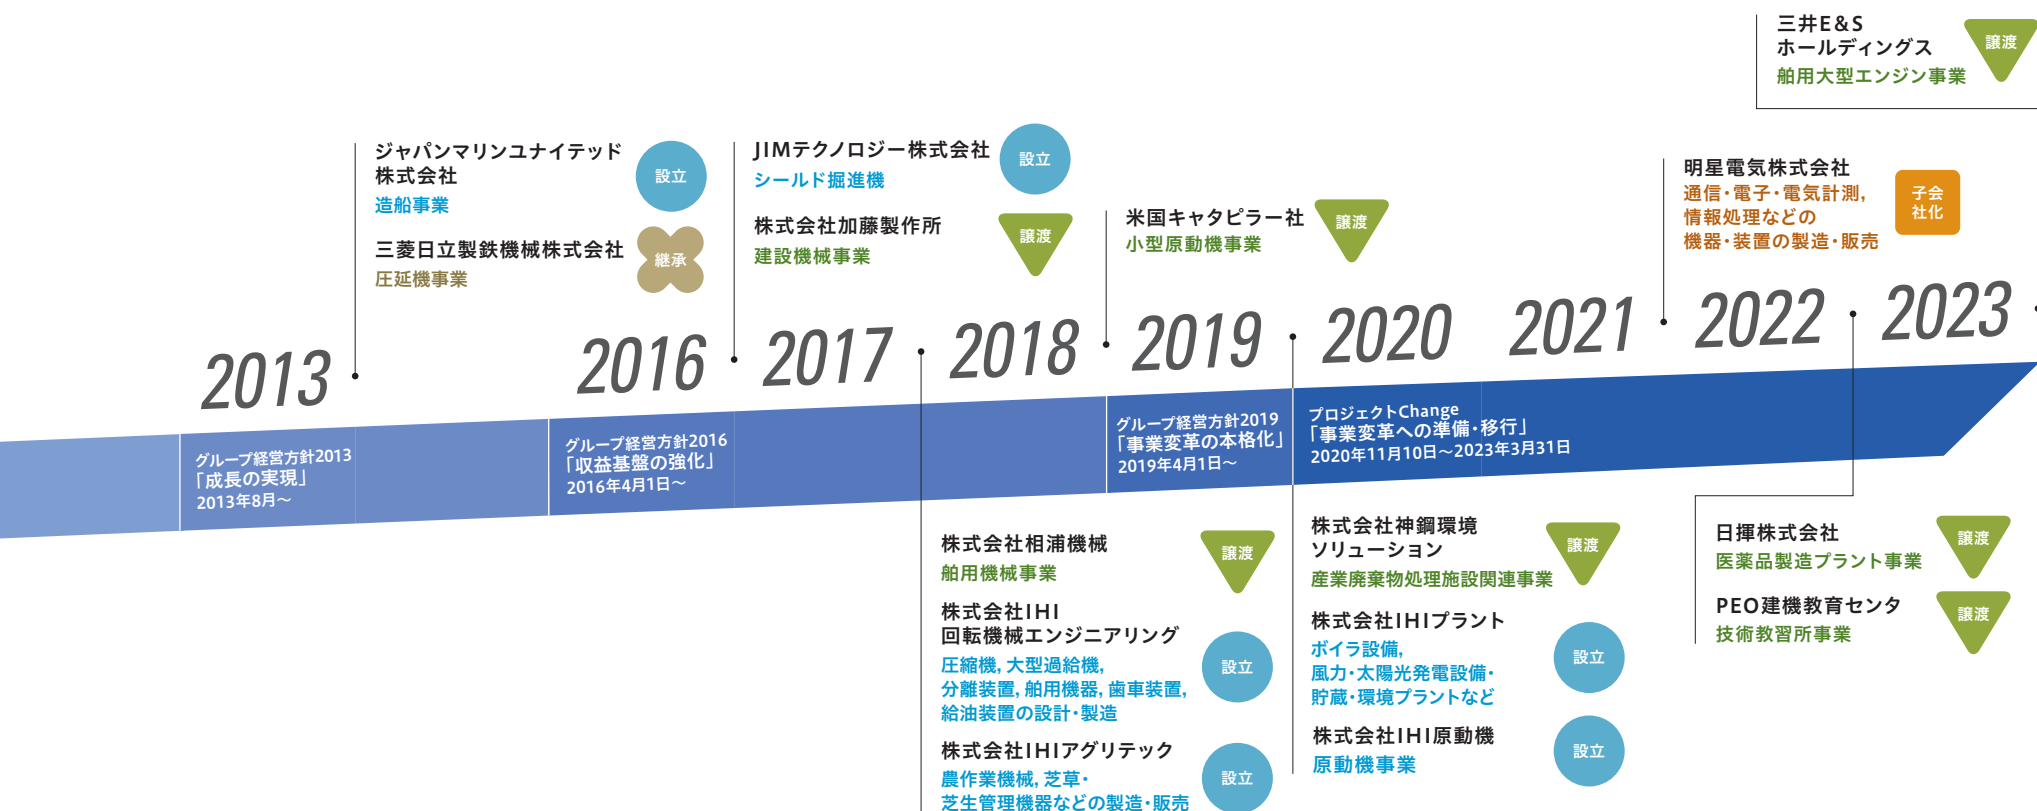 三井E&S
ホールディングス
舶用大型エンジン事業
譲渡
ジャパンマリンユナイテッド
株式会社
造船事業
設立
三菱日立製鉄機械株式会社
圧延機事業
継承
JIMテクノロジー株式会社
シールド掘進機
設立
株式会社加藤製作所
建設機械事業
譲渡
米国キャタピラー社
小型原動機事業
譲渡
明星電気株式会社
通信・電子・電気計測,
情報処理などの
機器・装置の製造・販売
子会
社化
2013
2016
2017
2018
2019
2020
2021
2022
2023
グループ経営方針2013
「成長の実現」
2013年8月～
グループ経営方針2016
「収益基盤の強化」
2016年4月1日～
グループ経営方針2019
「事業変革の本格化」
2019年4月1日～
プロジェクトChange
「事業変革への準備・移行」
2020年11月10日～2023年3月31日
株式会社相浦機械
舶用機械事業
譲渡
株式会社IHI
回転機械エンジニアリング
圧縮機, 大型過給機,
分離装置, 舶用機器, 歯車装置,
給油装置の設計・製造
設立
株式会社IHIアグリテック
農作業機械, 芝草・
芝生管理機器などの製造・販売
設立
株式会社神鋼環境
ソリューション
産業廃棄物処理施設関連事業
譲渡
株式会社IHIプラント
ボイラ設備,
風力・太陽光発電設備・
貯蔵・環境プラントなど
設立
株式会社IHI原動機
原動機事業
設立
日揮株式会社
医薬品製造プラント事業
譲渡
PEO建機教育センタ
技術教習所事業
譲渡